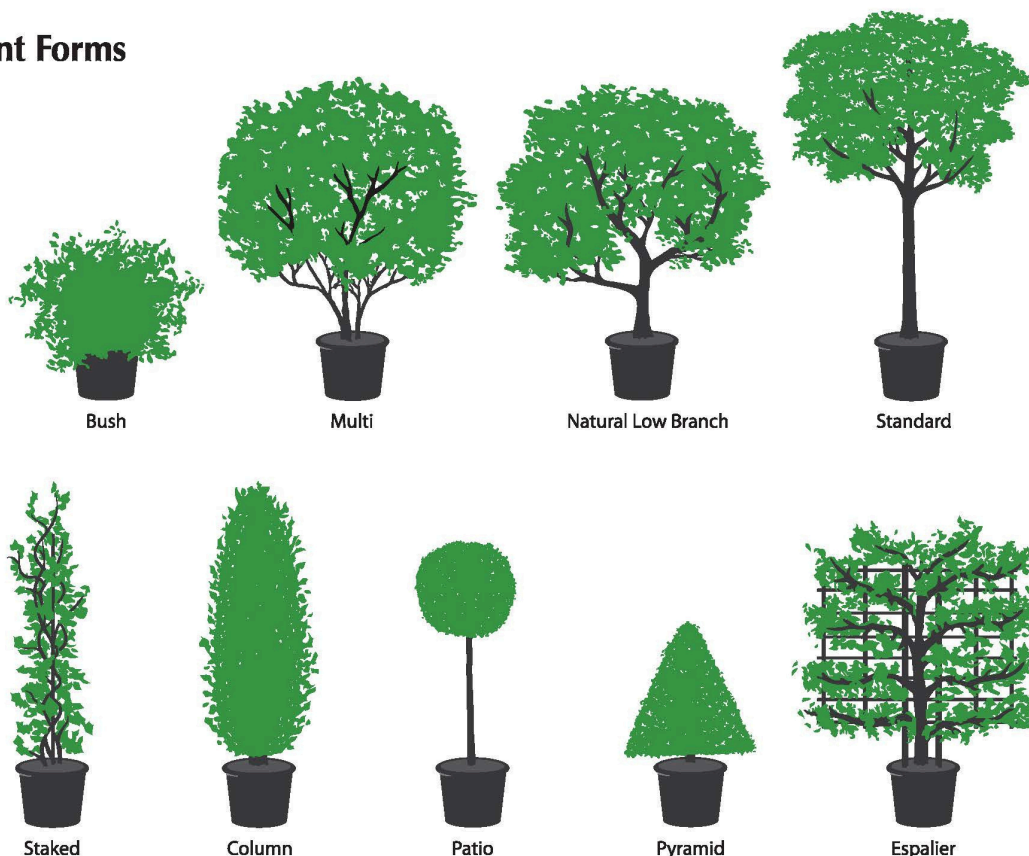 nt Forms
Bush
Multi
Natural Low Branch
Standard
Staked
Column
Patio
Pyramid
Espalier